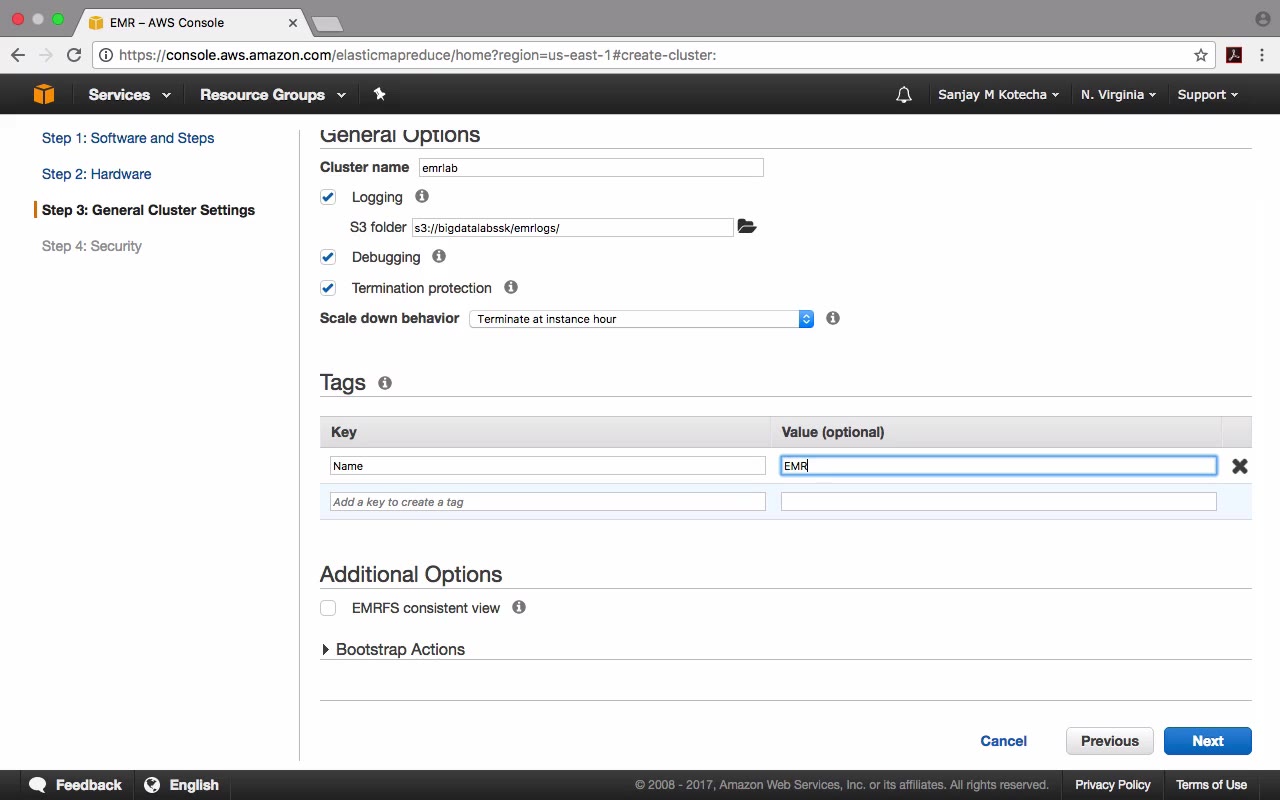 EMR – AWS Console
https://console.aws.amazon.com/elasticmapreduce/home?region=us-east-1#create-cluster:
Services
Resource Groups
Sanjay M Kotecha
N. Virginia
Support
Step 1: Software and Steps
Step 2: Hardware
Step 3: General Cluster Settings
Step 4: Security
General Options
Cluster name emrlab
Logging
S3 folder s3://bigdatalabssk/emrlogs/
Debugging
Termination protection
Scale down behavior Terminate at instance hour
Tags
Key Value (optional)
Name EMR
Add a key to create a tag
Additional Options
EMRFS consistent view
Bootstrap Actions
Cancel Previous Next
Feedback English © 2008 - 2017, Amazon Web Services, Inc. or its affiliates. All rights reserved. Privacy Policy Terms of Use